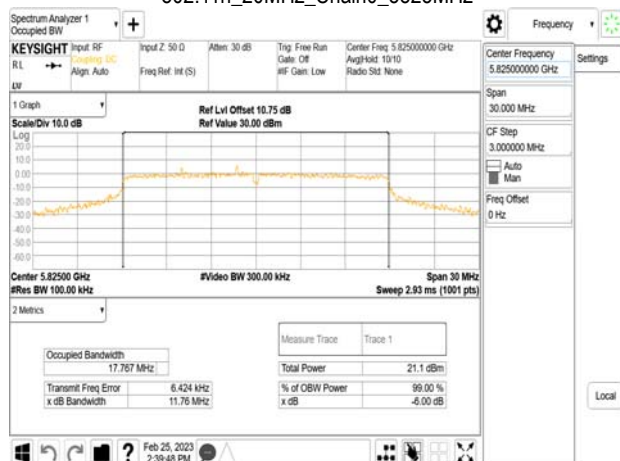 802.11n_20MHz_Chain0_5825MHz
Spectrum Analyzer 1
Occupied BW
Frequency
KEYSIGHT
Input: RF
Coupling: DC
Align: Auto
Input Z: 50 Ω
Freq Ref: Int (S)
Atten: 30 dB
Trig: Free Run
Gate: Off
#IF Gain: Low
Center Freq: 5.825000000 GHz
Avg|Hold: 10/10
Radio Std: None
RL
LV
1 Graph
Scale/Div 10.0 dB
Ref Lvl Offset 10.75 dB
Ref Value 30.00 dBm
Log
20.0
10.0
0.00
-10.0
-20.0
-30.0
-40.0
-50.0
-60.0
Center 5.82500 GHz
#Res BW 100.00 kHz
#Video BW 300.00 kHz
Span 30 MHz
Sweep 2.93 ms (1001 pts)
2 Metrics
Measure Trace Trace 1
Occupied Bandwidth
17.767 MHz
Total Power 21.1 dBm
Transmit Freq Error 6.424 kHz
% of OBW Power 99.00 %
x dB Bandwidth 11.76 MHz
x dB -6.00 dB
Center Frequency
5.825000000 GHz
Settings
Span
30.000 MHz
CF Step
3.000000 MHz
Auto
Man
Freq Offset
0 Hz
Local
?
Feb 25, 2023
2:39:48 PM